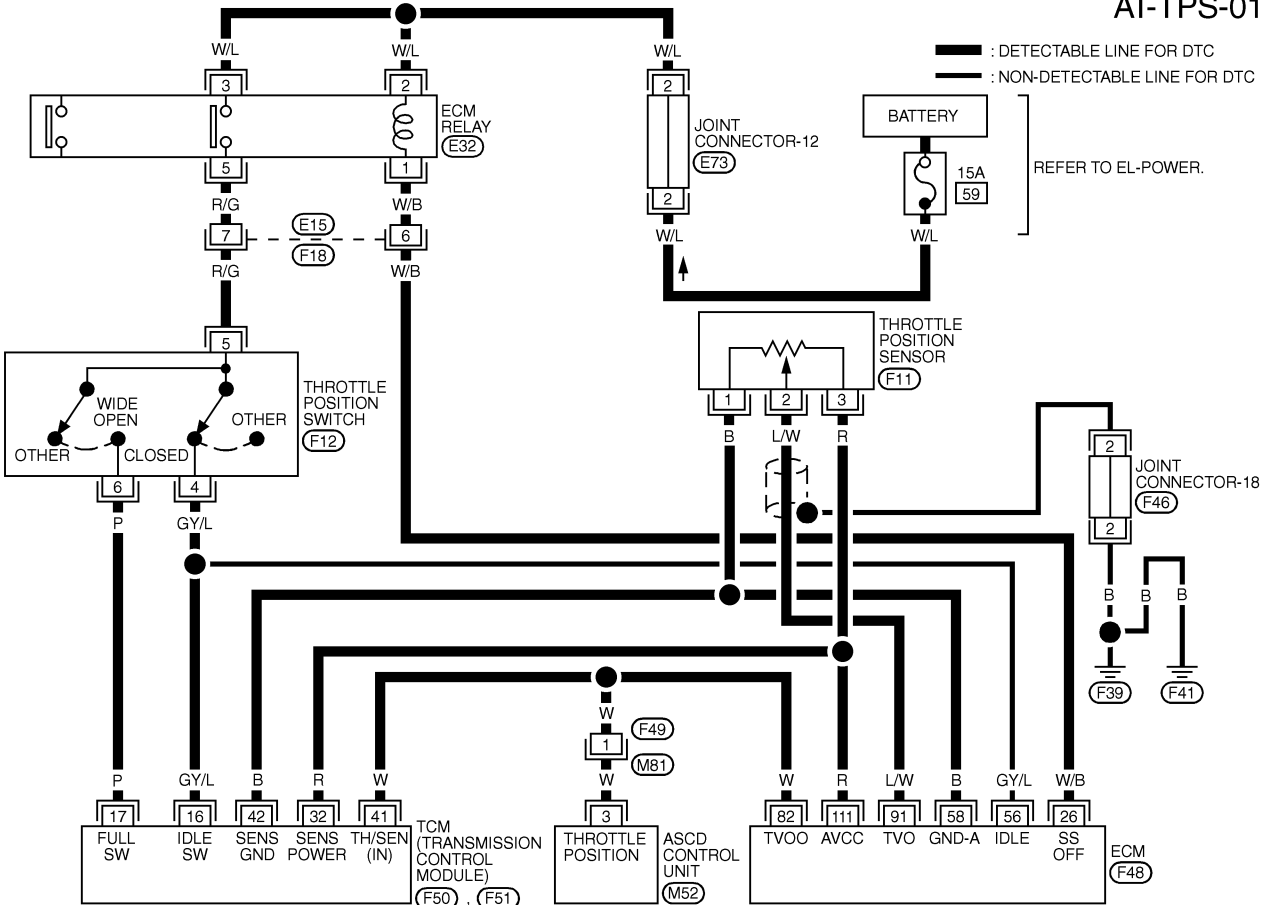 AT-TPS-01
: DETECTABLE LINE FOR DTC
: NON-DETECTABLE LINE FOR DTC
W/L
W/L
W/L
3
2
2
ECM
RELAY
E32
JOINT
CONNECTOR-12
E73
BATTERY
15A
59
REFER TO EL-POWER.
5
1
2
R/G
W/B
W/L
W/L
7
E15
F18
6
R/G
W/B
5
THROTTLE
POSITION
SENSOR
F11
1
2
3
WIDE
OPEN
OTHER
OTHER
CLOSED
THROTTLE
POSITION
SWITCH
F12
B
L/W
R
6
4
P
GY/L
2
JOINT
CONNECTOR-18
F46
2
B
B
B
F39
F41
W
F49
1
M81
W
P
GY/L
B
R
W
W
R
L/W
B
GY/L
W/B
17
16
42
32
41
3
82
111
91
58
56
26
FULL
SW
IDLE
SW
SENS
GND
SENS
POWER
TH/SEN
(IN)
TCM
(TRANSMISSION
CONTROL
MODULE)
F50 , F51
THROTTLE
POSITION
ASCD
CONTROL
UNIT
M52
TVOO
AVCC
TVO
GND-A
IDLE
SS
OFF
ECM
F48